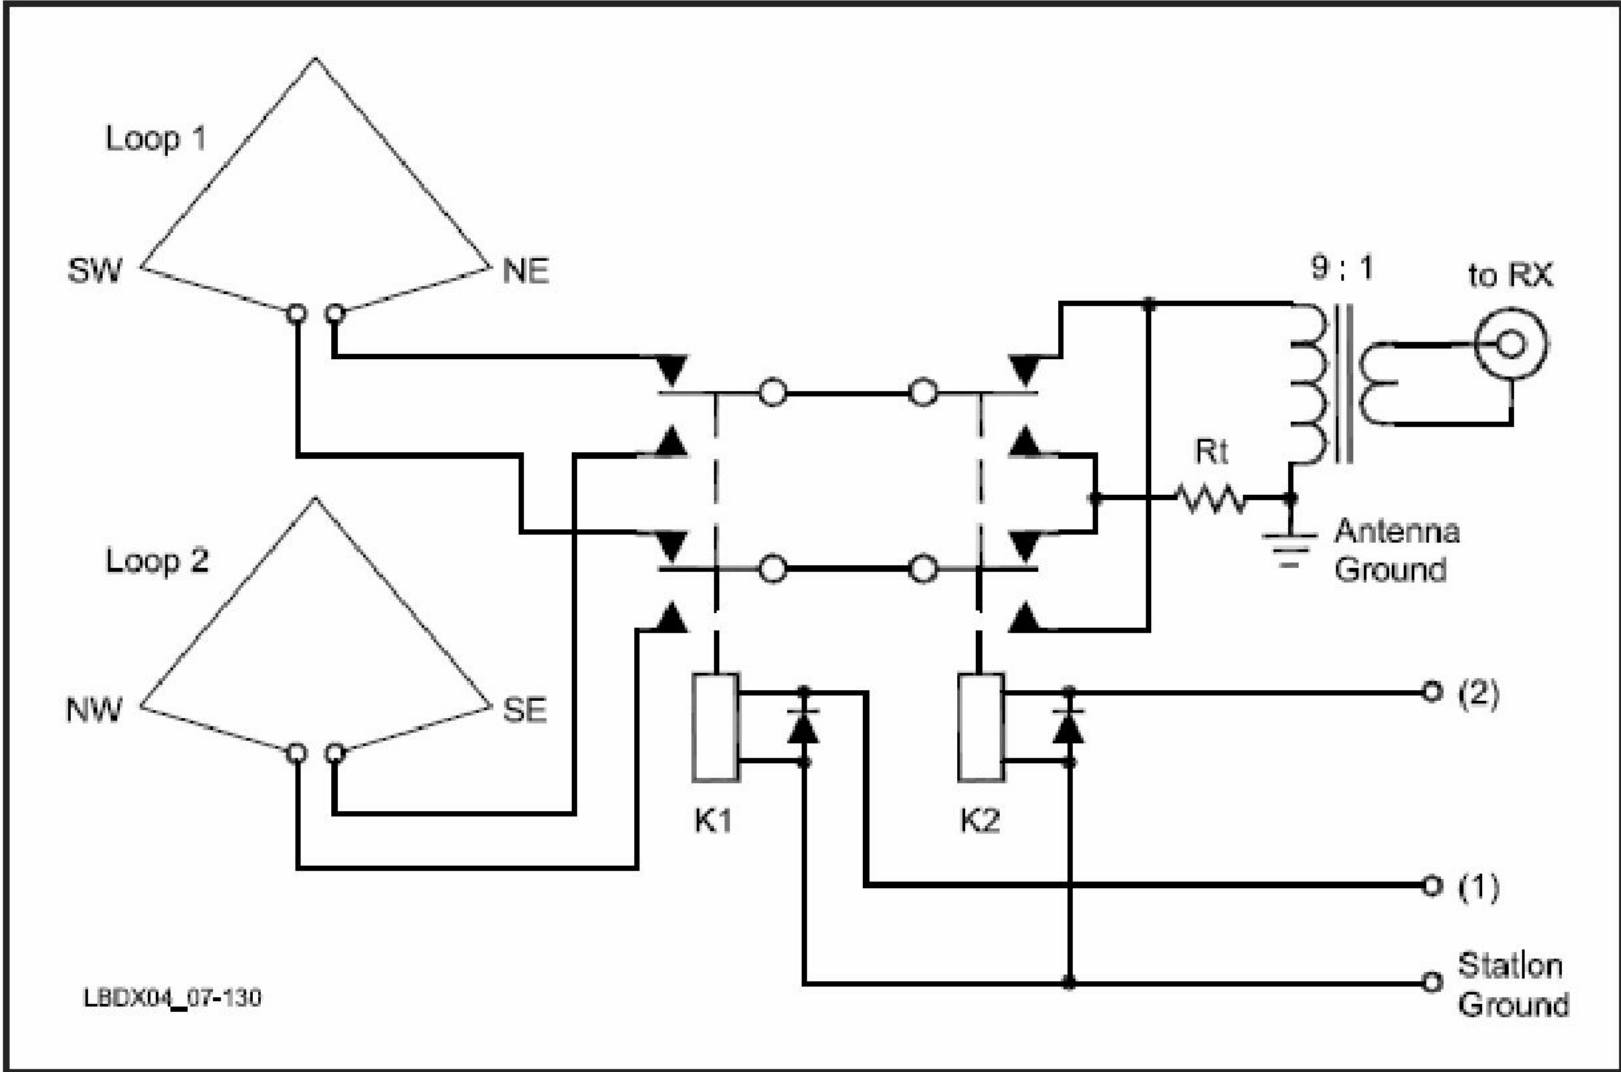 Loop 1
SW
NE
9 : 1
to RX
Rt
Antenna
Ground
Loop 2
NW
SE
K1
K2
(2)
(1)
Station
Ground
LBDX04_07-130